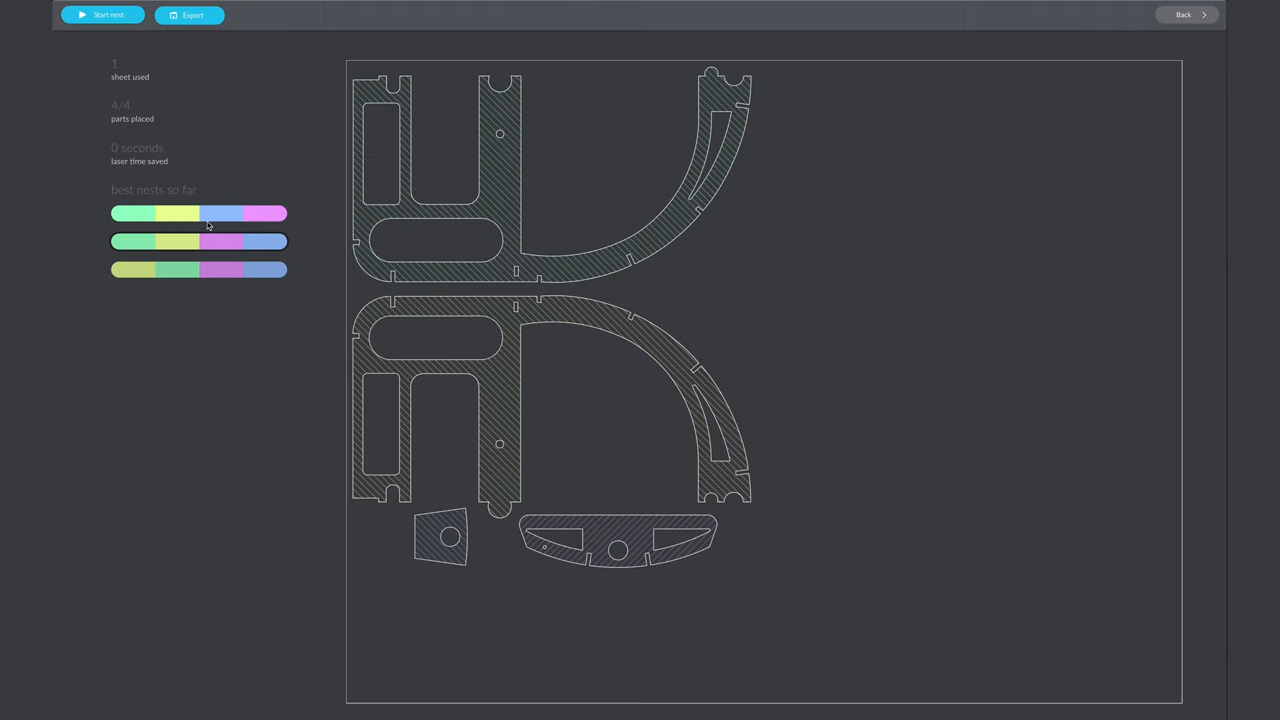 Start nest
Export
Back
1
sheet used
4/4
parts placed
0 seconds
laser time saved
best nests so far